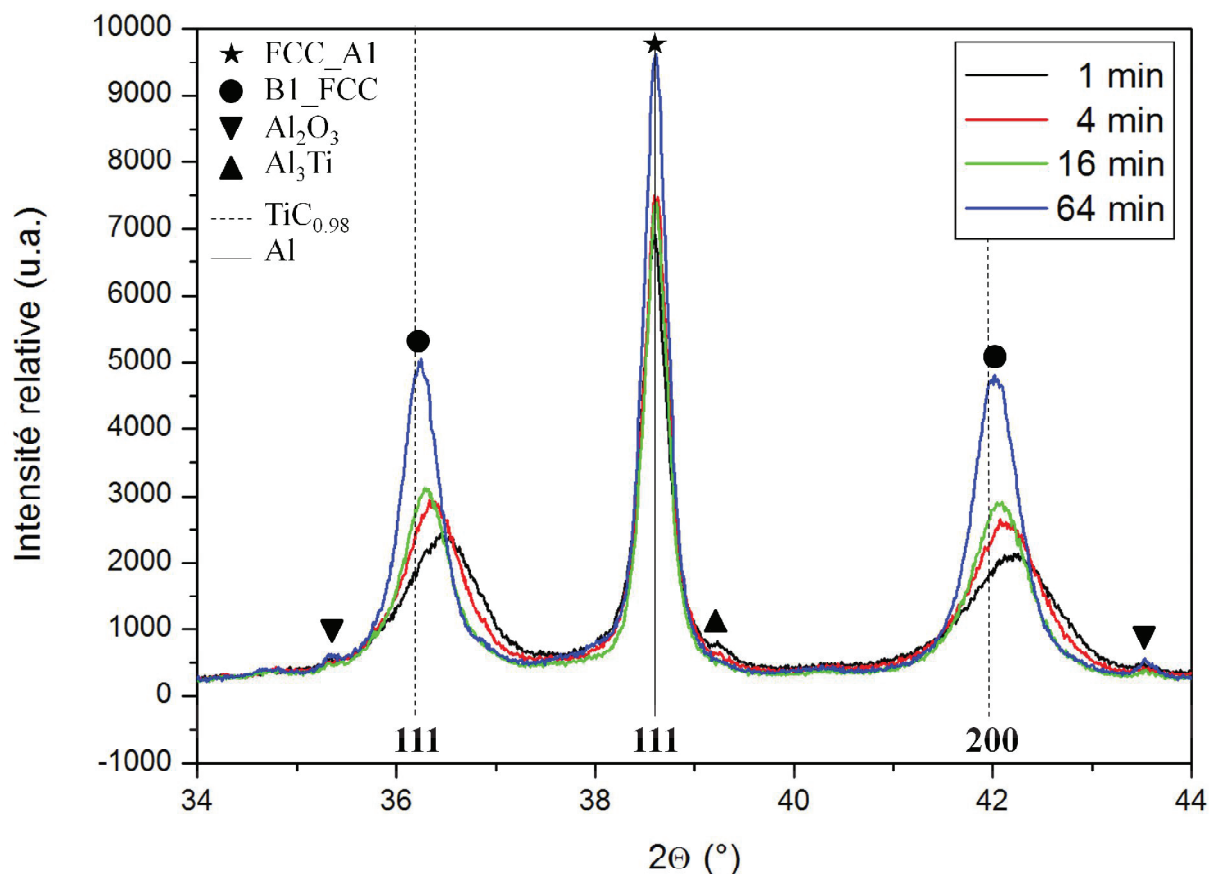 10000
9000
8000
7000
6000
5000
4000
3000
2000
1000
0
-1000
Intensité relative (u.a.)
FCC_A1
B1_FCC
Al₂O₃
Al₃Ti
TiC₀.₉₈
Al
1 min
4 min
16 min
64 min
111
111
200
34
36
38
40
42
44
2Θ (°)